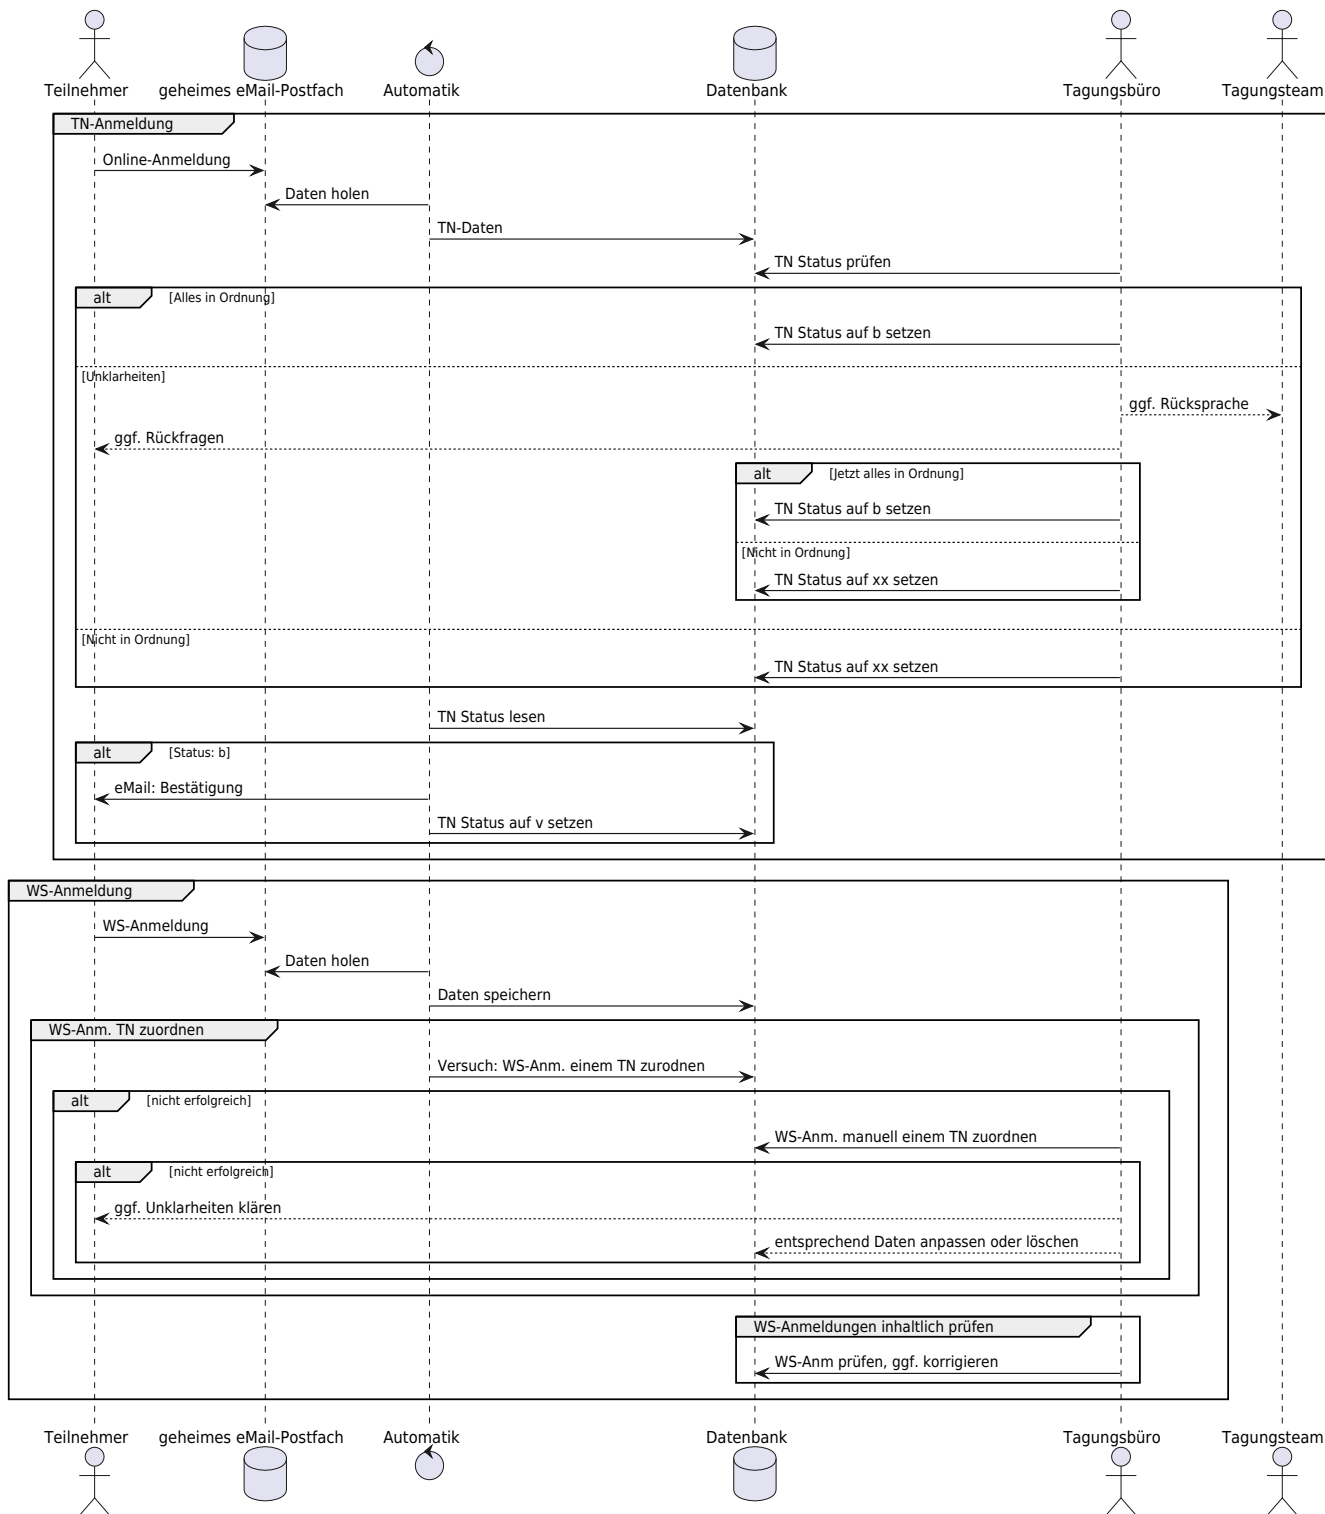 Teilnehmer geheimes eMail-Postfach Automatik Datenbank Tagungsbüro Tagungsteam
TN-Anmeldung
Online-Anmeldung
Daten holen
TN-Daten
TN Status prüfen
alt [Alles in Ordnung]
TN Status auf b setzen
[Unklarheiten]
ggf. Rücksprache
ggf. Rückfragen
alt [Jetzt alles in Ordnung]
TN Status auf b setzen
[Nicht in Ordnung]
TN Status auf xx setzen
[Nicht in Ordnung]
TN Status auf xx setzen
TN Status lesen
alt [Status: b]
eMail: Bestätigung
TN Status auf v setzen
WS-Anmeldung
WS-Anmeldung
Daten holen
Daten speichern
WS-Anm. TN zuordnen
Versuch: WS-Anm. einem TN zurodnen
alt [nicht erfolgreich]
WS-Anm. manuell einem TN zuordnen
alt [nicht erfolgreich]
ggf. Unklarheiten klären
entsprechend Daten anpassen oder löschen
WS-Anmeldungen inhaltlich prüfen
WS-Anm prüfen, ggf. korrigieren
Teilnehmer geheimes eMail-Postfach Automatik Datenbank Tagungsbüro Tagungsteam